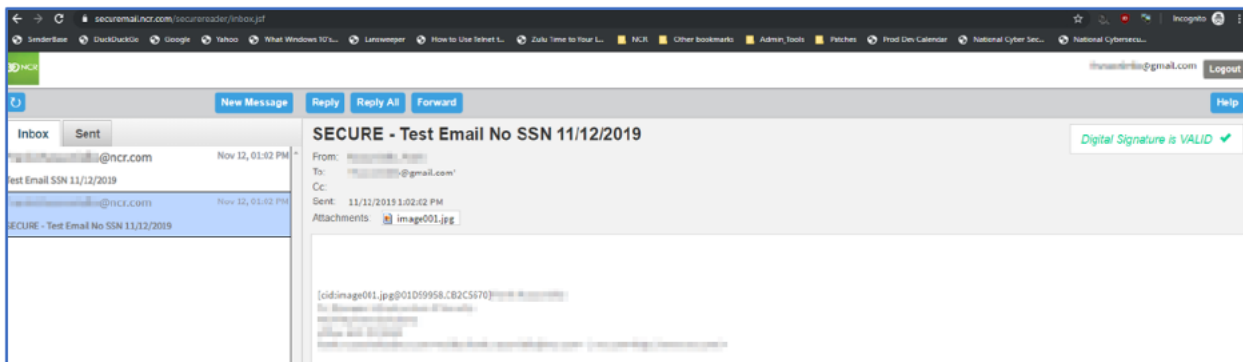 securemail.ncr.com/securereader/inbox.jsf Incognito
SenderBase DuckDuckGo Google Yahoo What Windows 10's... Lansweeper How to Use Telnet t... Zulu Time to Your L... NCR Other bookmarks Admin_Tools Patches Prod Dev Calendar National Cyber Sec... National Cybersecu...
NCR @gmail.com Logout
New Message Reply Reply All Forward Help
Inbox Sent
SECURE - Test Email No SSN 11/12/2019
Digital Signature is VALID
@ncr.com Nov 12, 01:02 PM
Test Email SSN 11/12/2019
@ncr.com Nov 12, 01:02 PM
SECURE - Test Email No SSN 11/12/2019
From:
To: @gmail.com'
Cc:
Sent: 11/12/2019 1:02:02 PM
Attachments: image001.jpg